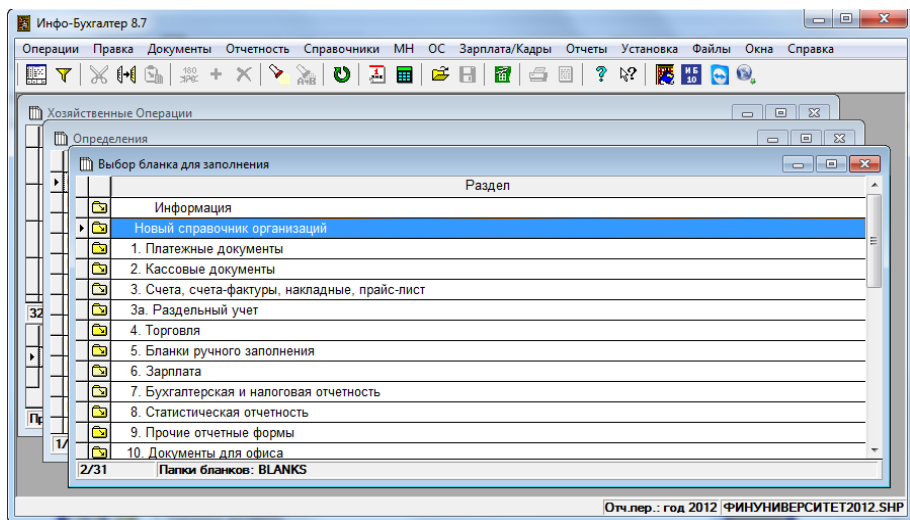 Инфо-Бухгалтер 8.7
Операции Правка Документы Отчетность Справочники МН ОС Зарплата/Кадры Отчеты Установка Файлы Окна Справка
Хозяйственные Операции
Определения
Выбор бланка для заполнения
Раздел
Информация
Новый справочник организаций
1. Платежные документы
2. Кассовые документы
3. Счета, счета-фактуры, накладные, прайс-лист
3а. Раздельный учет
32
4. Торговля
5. Бланки ручного заполнения
6. Зарплата
7. Бухгалтерская и налоговая отчетность
8. Статистическая отчетность
Пр
9. Прочие отчетные формы
1/
10. Документы для офиса
2/31 Папки бланков: BLANKS
Отч.пер.: год 2012 ФИНУНИВЕРСИТЕТ2012.SHP